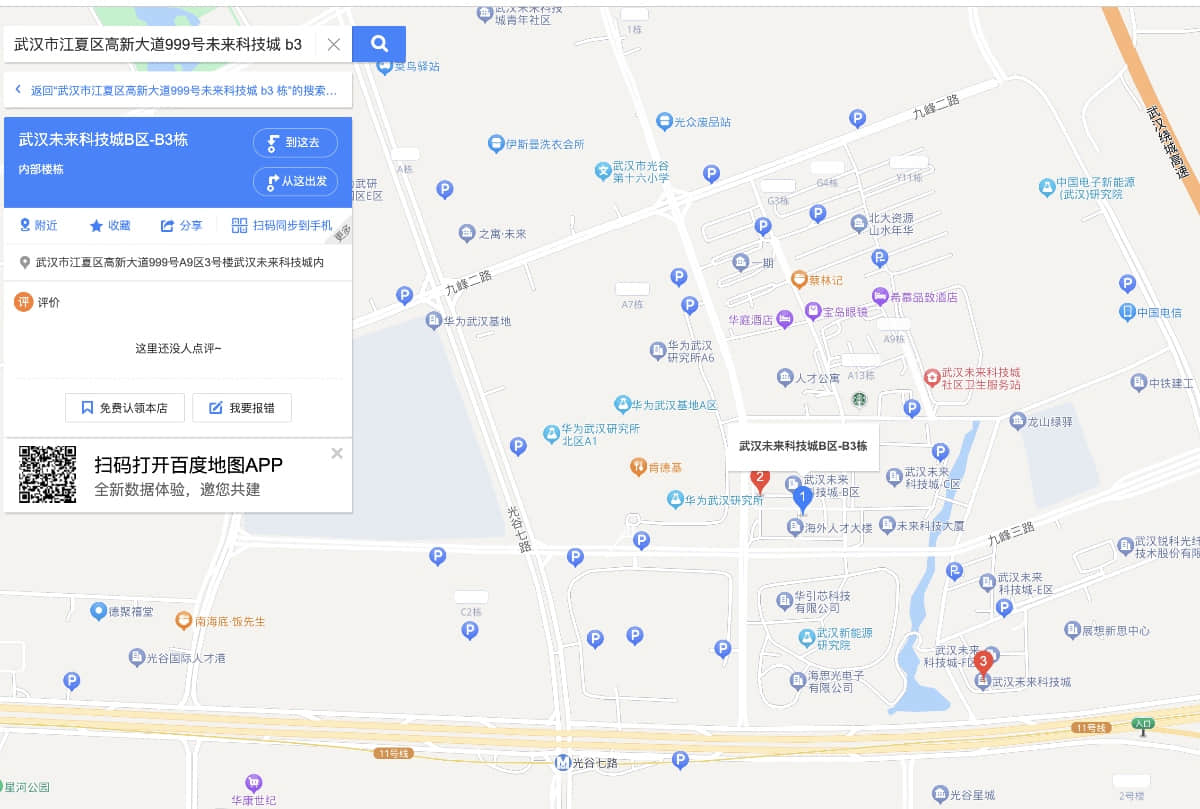 武汉未来科技
城青年社区
1栋
武汉市江夏区高新大道999号未来科技城 b3
菜鸟驿站
返回"武汉市江夏区高新大道999号未来科技城 b3 栋"的搜索...
武汉未来科技城B区-B3栋
内部楼栋
到这去
从这出发
附近
收藏
分享
扫码同步到手机
更多
武汉市江夏区高新大道999号A9区3号楼武汉未来科技城内
评
评价
这里还没人点评~
免费认领本店
我要报错
扫码打开百度地图APP
全新数据体验，邀您共建
九峰二路
武汉绕城高速
光众废品站
伊斯曼洗衣会所
A栋
武汉市光谷
第十六小学
G4栋
Y11栋
G3栋
中国电子新能源
(武汉)研究院
为武研
区E区
北大资源
山水年华
之寓·未来
一期
九峰二路
蔡林记
A7栋
希慕品致酒店
宝岛眼镜
华庭酒店
中国电信
华为武汉基地
A9栋
华为武汉
研究所A6
人才公寓
A13栋
武汉未来科技城
社区卫生服务站
中铁建工
华为武汉基地A区
龙山绿驿
华为武汉研究所
北区A1
武汉未来科技城B区-B3栋
肯德基
2
武汉未来
科技城-B区
1
武汉未来
科技城-C区
华为武汉研究所
海外人才大楼
未来科技大厦
光谷七路
九峰三路
武汉锐科光纤
技术股份有限
武汉未来
科技城-E区
C2栋
华引芯科技
有限公司
德聚福堂
南海底·饭先生
武汉新能源
研究院
展想新思中心
光谷国际人才港
武汉未来
科技城-F区
3
武汉未来科技城
海思光电子
有限公司
11号线
入口
11号线
光谷七路
星河公园
华康世纪
光谷星城
2号楼